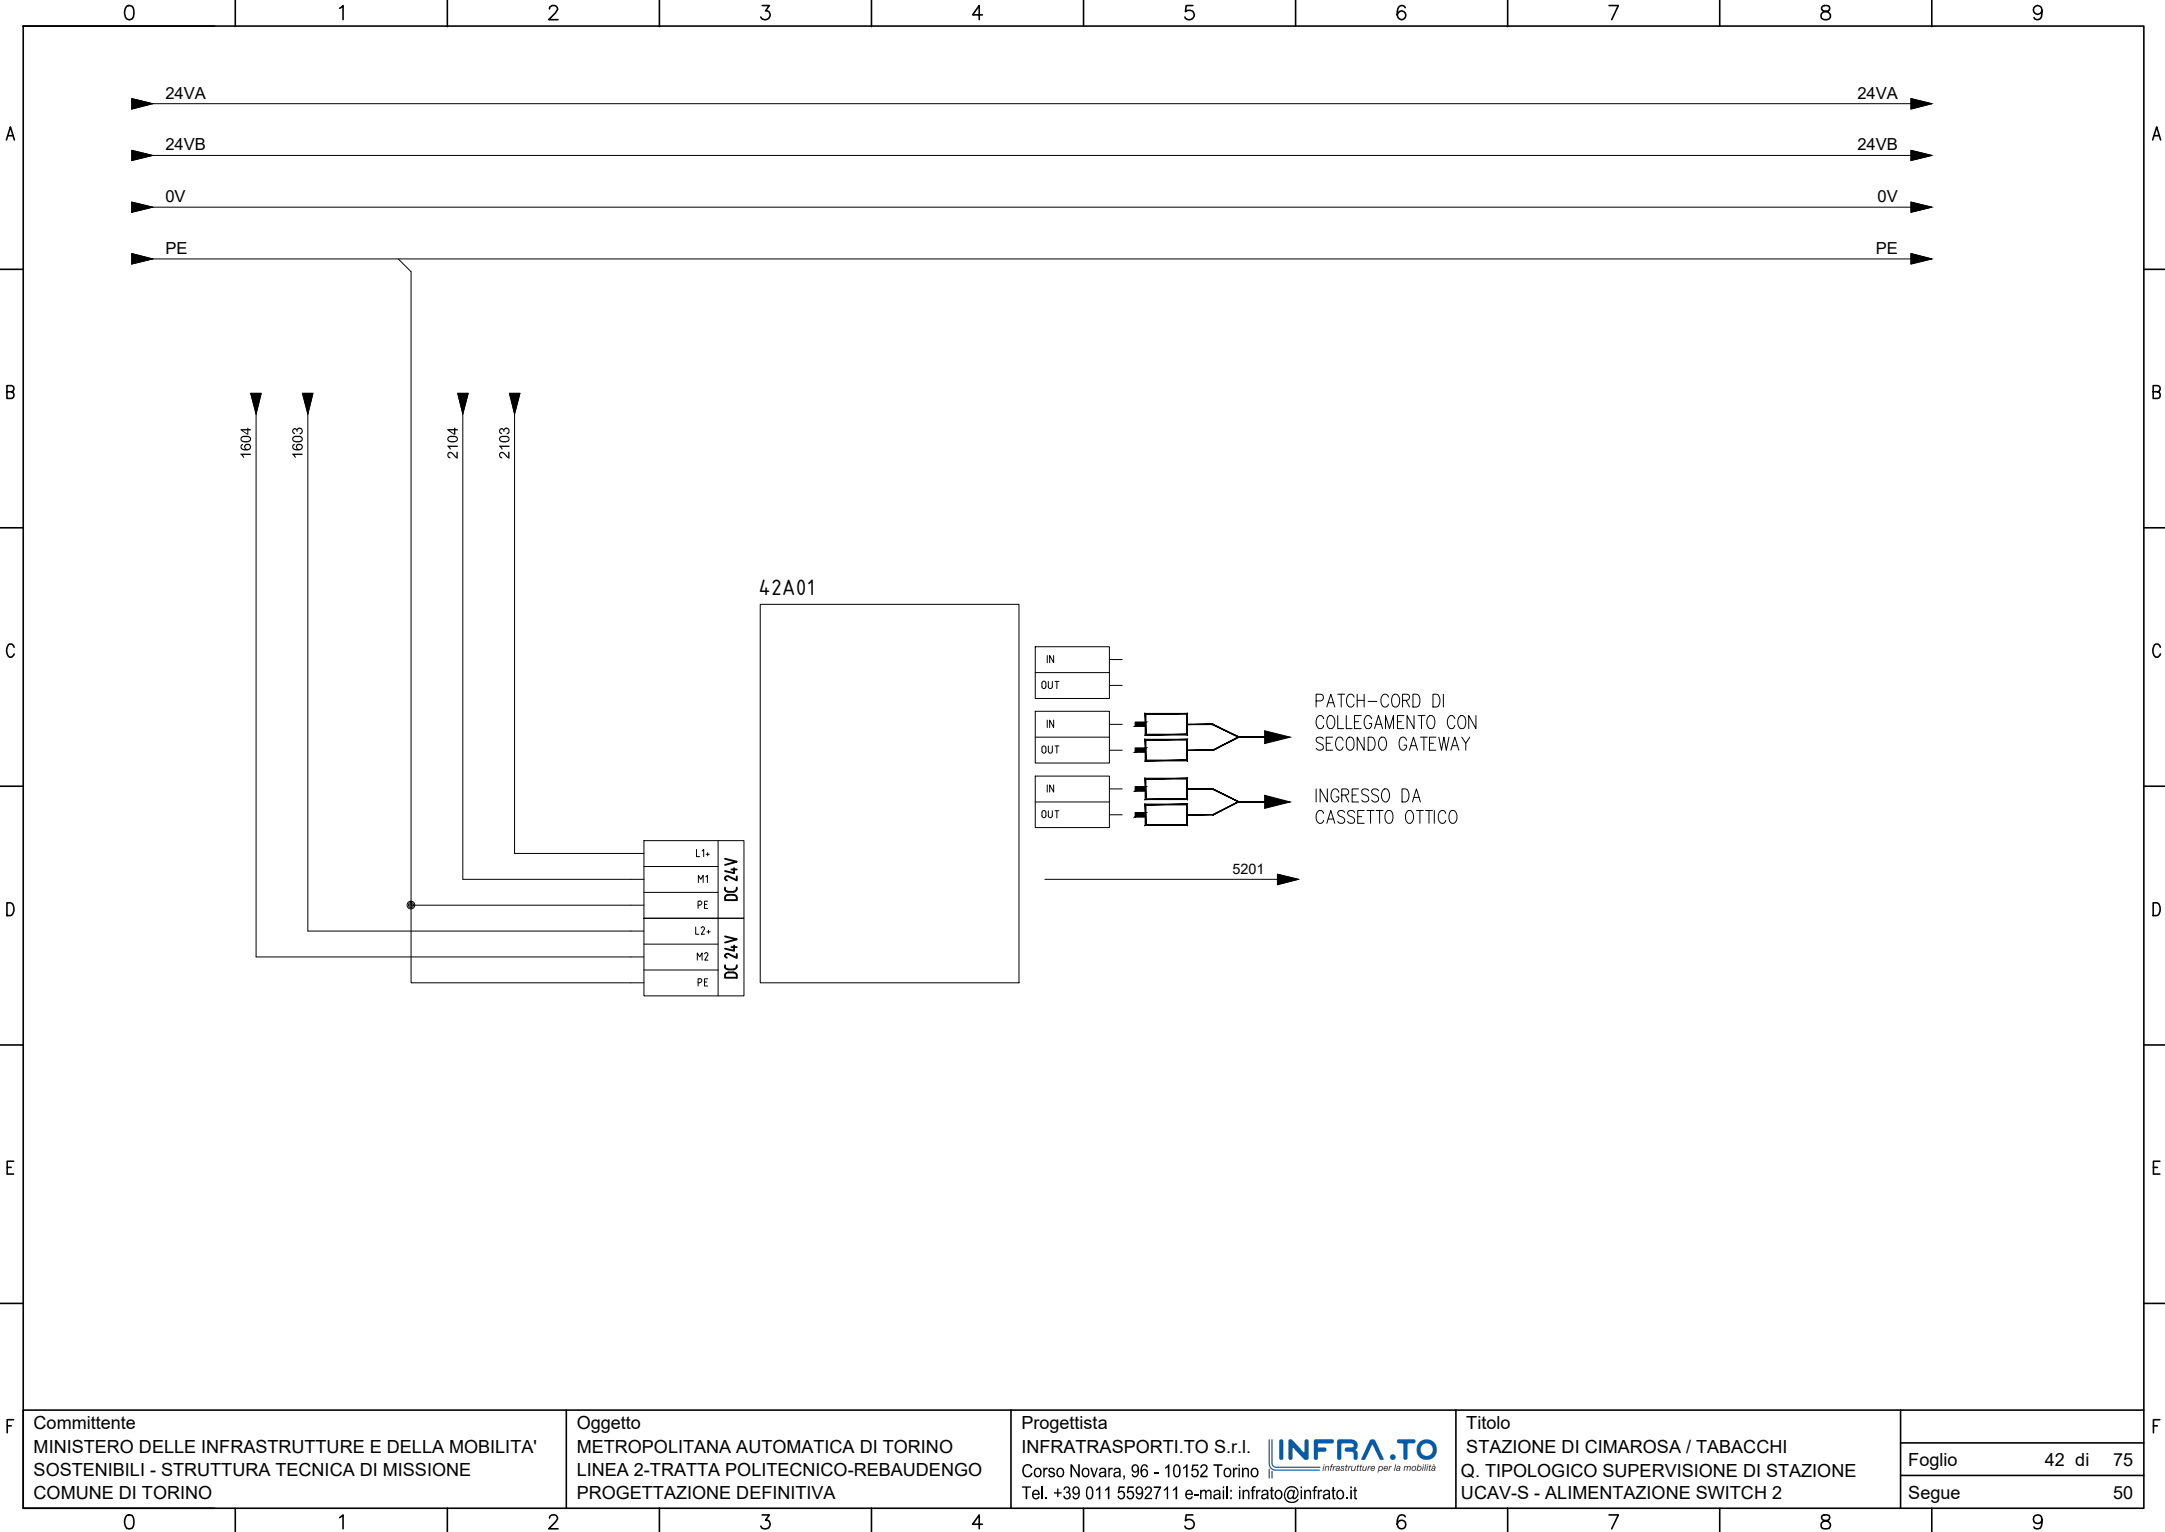 0 1 2 3 4 5 6 7 8 9
24VA 24VA
A A
24VB 24VB
0V 0V
PE PE
B B
1604 1603 2104 2103
42A01
C C
IN
OUT
IN
OUT
PATCH-CORD DI
COLLEGAMENTO CON
SECONDO GATEWAY
IN
OUT
INGRESSO DA
CASSETTO OTTICO
L1+
M1
PE
DC 24V
5201
D D
L2+
M2
PE
DC 24V
E E
F F
Committente
MINISTERO DELLE INFRASTRUTTURE E DELLA MOBILITA'
SOSTENIBILI - STRUTTURA TECNICA DI MISSIONE
COMUNE DI TORINO
Oggetto
METROPOLITANA AUTOMATICA DI TORINO
LINEA 2-TRATTA POLITECNICO-REBAUDENGO
PROGETTAZIONE DEFINITIVA
Progettista
INFRATRASPORTI.TO S.r.l.
Corso Novara, 96 - 10152 Torino
Tel. +39 011 5592711 e-mail: infrato@infrato.it
INFRA.TO
infrastrutture per la mobilità
Titolo
STAZIONE DI CIMAROSA / TABACCHI
Q. TIPOLOGICO SUPERVISIONE DI STAZIONE
UCAV-S - ALIMENTAZIONE SWITCH 2
Foglio 42 di 75
Segue 50
0 1 2 3 4 5 6 7 8 9